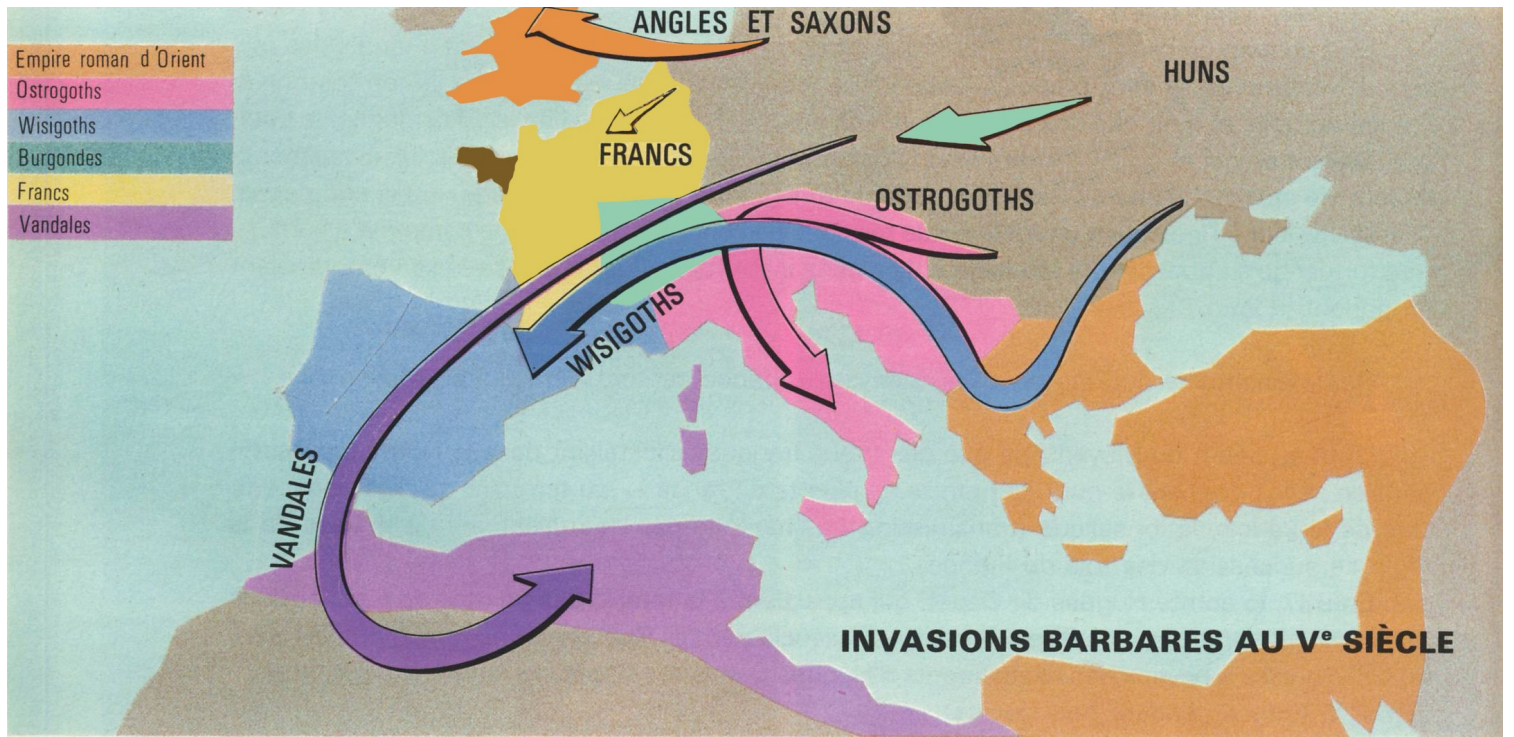 ANGLES ET SAXONS
Empire roman d'Orient
Ostrogoths
Wisigoths
Burgondes
Francs
Vandales
HUNS
FRANCS
OSTROGOTHS
WISIGOTHS
VANDALES
INVASIONS BARBARES AU Ve SIÈCLE